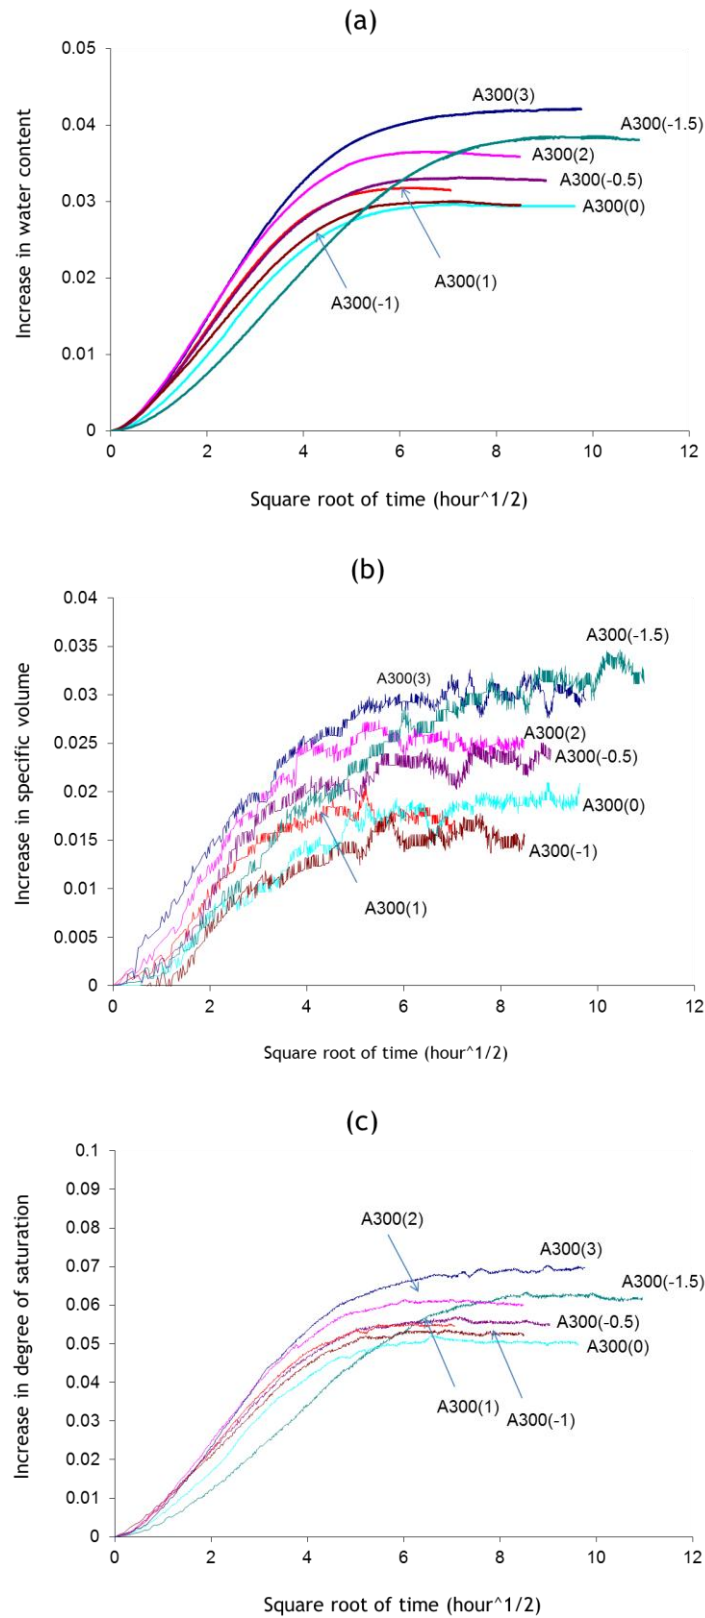 (a)
Increase in water content
0.05
0.04
0.03
0.02
0.01
0
A300(3)
A300(-1.5)
A300(2)
A300(-0.5)
A300(0)
A300(1)
A300(-1)
0 2 4 6 8 10 12
Square root of time (hour^1/2)
(b)
Increase in specific volume
0.04
0.035
0.03
0.025
0.02
0.015
0.01
0.005
0
A300(-1.5)
A300(3)
A300(2)
A300(-0.5)
A300(0)
A300(-1)
A300(1)
0 2 4 6 8 10 12
Square root of time (hour^1/2)
(c)
Increase in degree of saturation
0.1
0.09
0.08
0.07
0.06
0.05
0.04
0.03
0.02
0.01
0
A300(2)
A300(3)
A300(-1.5)
A300(-0.5)
A300(0)
A300(1)
A300(-1)
0 2 4 6 8 10 12
Square root of time (hour^1/2)